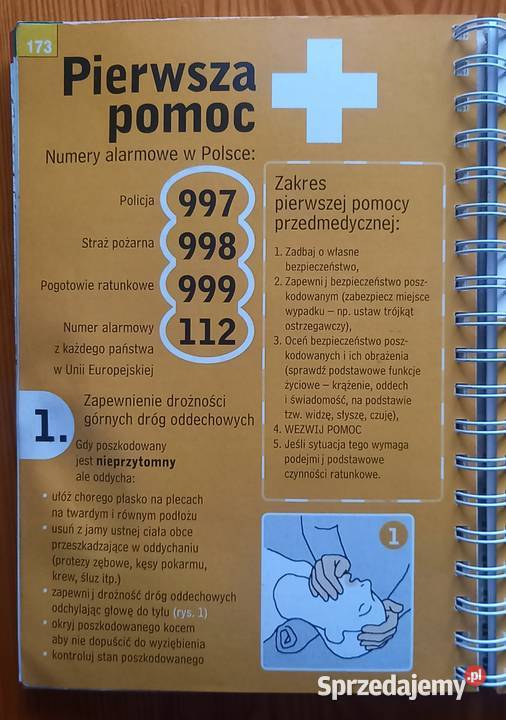 173
Pierwsza
pomoc
Numery alarmowe w Polsce:
Policja 997
Straż pożarna 998
Pogotowie ratunkowe 999
Numer alarmowy 112
z każdego państwa
w Unii Europejskiej
Zakres
pierwszej pomocy
przedmedycznej:
1. Zadbaj o własne
bezpieczeństwo,
2. Zapewnij bezpieczeństwo posz-
kodowanym (zabezpiecz miejsce
wypadku – np. ustaw trójkąt
ostrzegawczy),
3. Oceń bezpieczeństwo posz-
kodowanych i ich obrażenia
(sprawdź podstawowe funkcje
życiowe – krążenie, oddech
i świadomość, na podstawie
tzw. widzę, słyszę, czuję),
4. WEZWIJ POMOC
5. Jeśli sytuacja tego wymaga
podejmij podstawowe
czynności ratunkowe.
1.
Zapewnienie drożności
górnych dróg oddechowych
Gdy poszkodowany
jest nieprzytomny
ale oddycha:
• ułóż chorego płasko na plecach
na twardym i równym podłożu
• usuń z jamy ustnej ciała obce
przeszkadzające w oddychaniu
(protezy zębowe, kęsy pokarmu,
krew, śluz itp.)
• zapewnij drożność dróg oddechowych
odchylając głowę do tyłu (rys. 1)
• okryj poszkodowanego kocem
aby nie dopuścić do wyziębienia
• kontroluj stan poszkodowanego
1
Sprzedajemy.pl